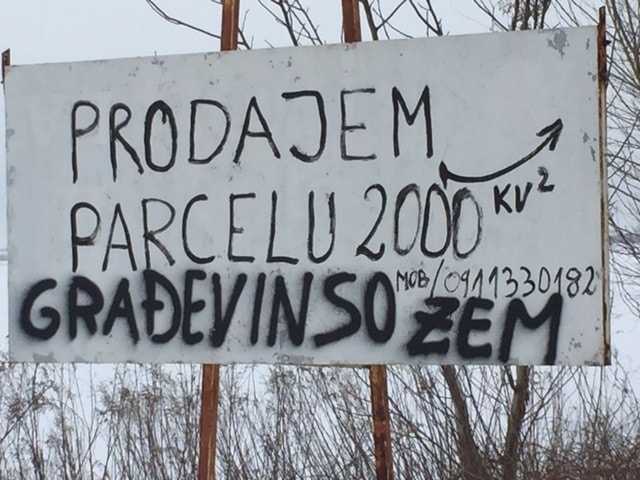 PRODAJEM
PARCELU 2000 KV²
MOB/0911330182
GRAĐEVINSO ZEM